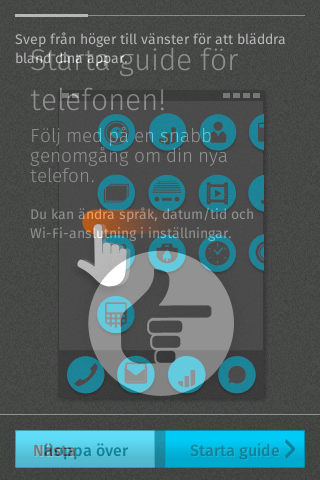 Svep från höger till vänster för att bläddra
bland dina appar.
Starta guide för
telefonen!
Följ med på en snabb
genomgång om din nya
telefon.
Du kan ändra språk, datum/tid och
Wi-Fi-anslutning i inställningar.
Nästa
Hoppa över
Starta guide